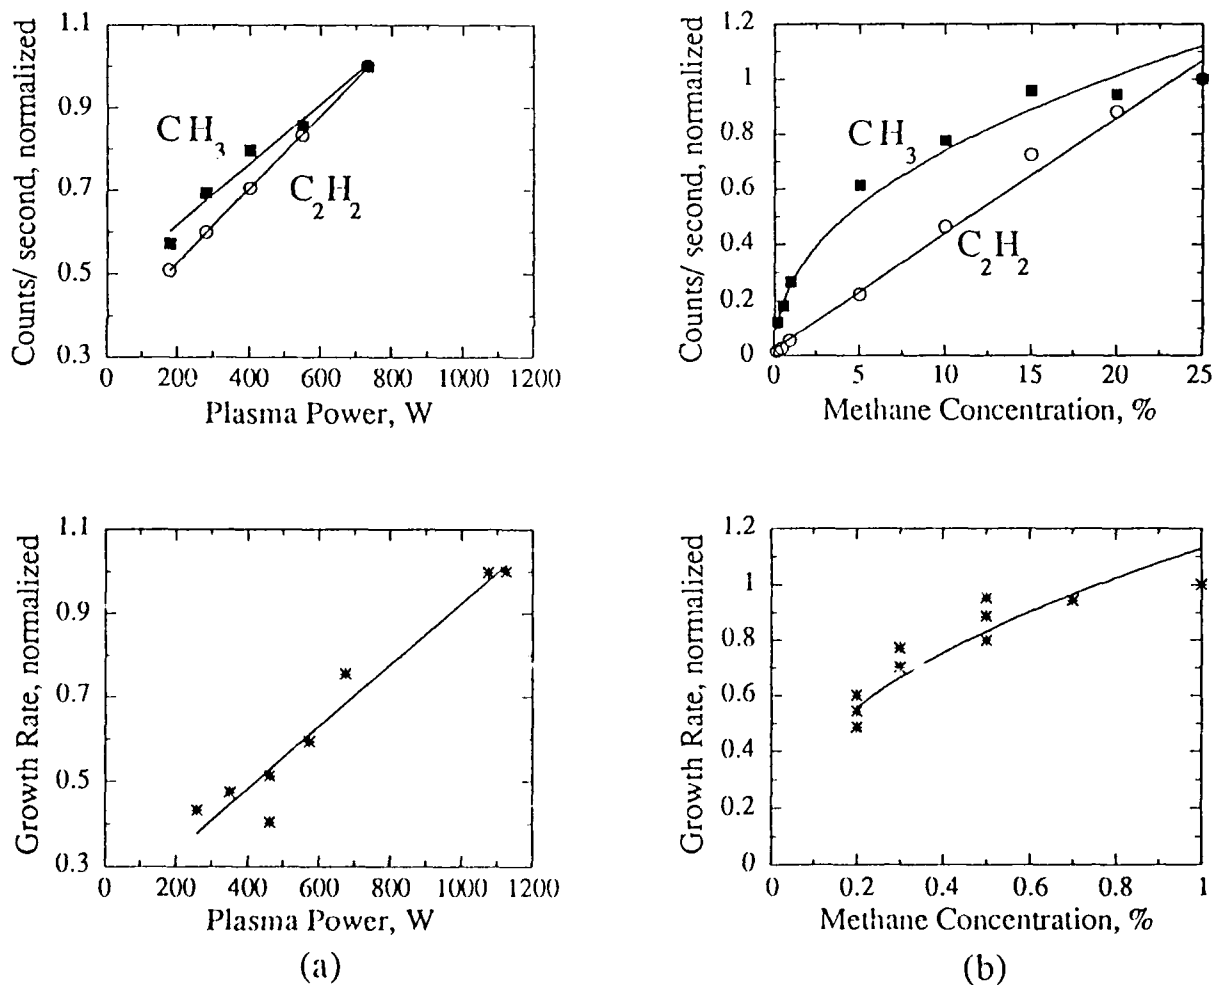 Counts/ second, normalized
1.1
0.9
0.7
0.5
0.3
CH3
C2H2
0 200 400 600 800 1000 1200
Plasma Power, W
Counts/ second, normalized
1.2
1
0.8
0.6
0.4
0.2
0
CH3
C2H2
0 5 10 15 20 25
Methane Concentration, %
Growth Rate, normalized
1.1
0.9
0.7
0.5
0.3
0 200 400 600 800 1000 1200
Plasma Power, W
(a)
Growth Rate, normalized
1.2
1
0.8
0.6
0.4
0.2
0
0 0.2 0.4 0.6 0.8 1
Methane Concentration, %
(b)